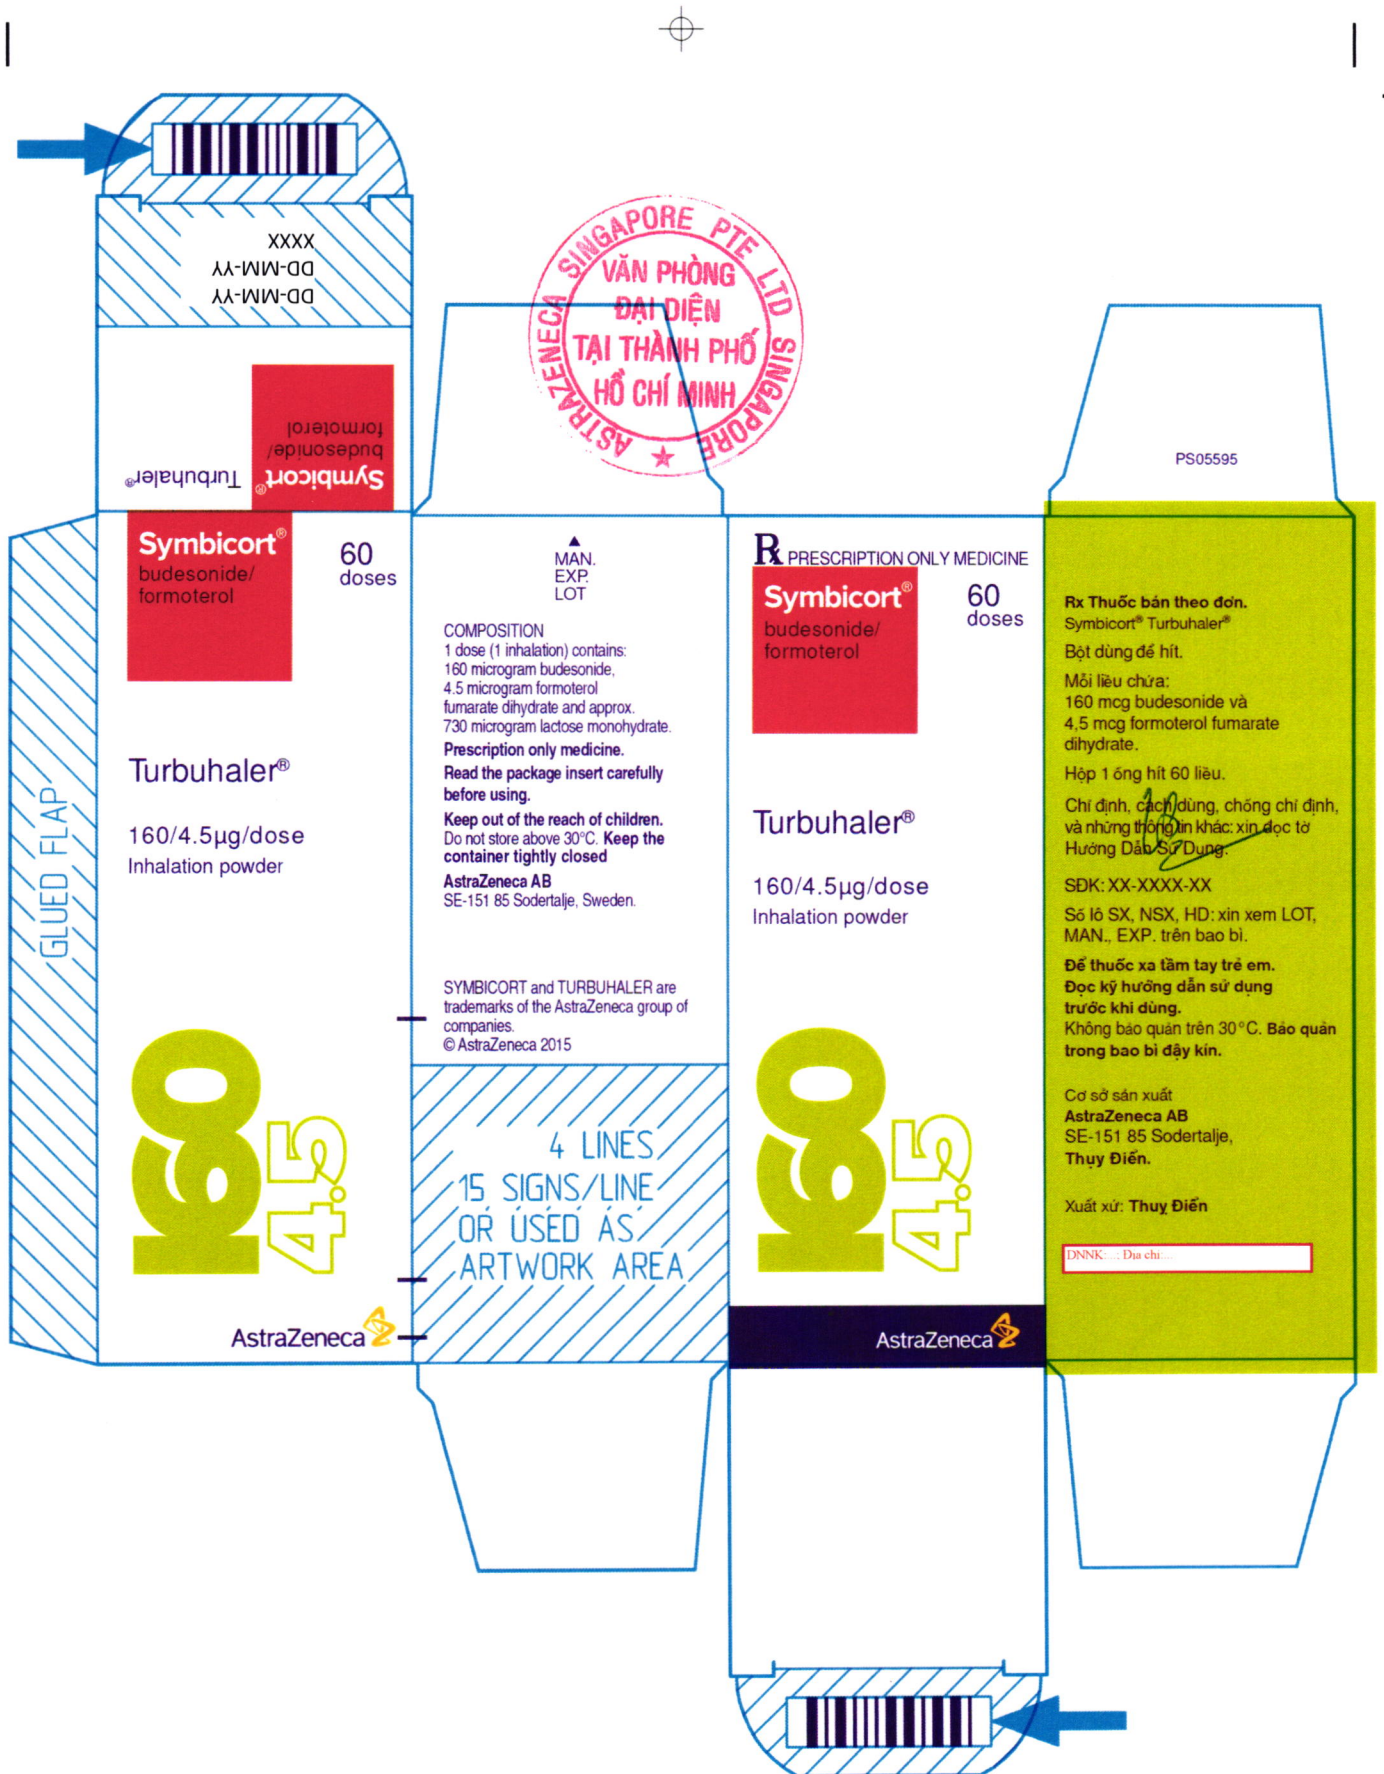 XXXX
DD-MM-YY
DD-MM-YY
Symbicort®
budesonide/
formoterol
Turbuhaler®
GLUED FLAP
Symbicort®
budesonide/
formoterol
60
doses
Turbuhaler®
160/4.5µg/dose
Inhalation powder
160
4.5
AstraZeneca
ASTRAZENECA SINGAPORE PTE LTD SINGAPORE
VĂN PHÒNG
ĐẠI DIỆN
TẠI THÀNH PHỐ
HỒ CHÍ MINH
▲
MAN.
EXP.
LOT
COMPOSITION
1 dose (1 inhalation) contains:
160 microgram budesonide,
4.5 microgram formoterol
fumarate dihydrate and approx.
730 microgram lactose monohydrate.
Prescription only medicine.
Read the package insert carefully
before using.
Keep out of the reach of children.
Do not store above 30°C. Keep the
container tightly closed
AstraZeneca AB
SE-151 85 Sodertalje, Sweden.
SYMBICORT and TURBUHALER are
trademarks of the AstraZeneca group of
companies.
© AstraZeneca 2015
4 LINES
15 SIGNS/LINE
OR USED AS
ARTWORK AREA
Rx PRESCRIPTION ONLY MEDICINE
Symbicort®
budesonide/
formoterol
60
doses
Turbuhaler®
160/4.5µg/dose
Inhalation powder
160
4.5
AstraZeneca
PS05595
Rx Thuốc bán theo đơn.
Symbicort® Turbuhaler®
Bột dùng để hít.
Mỗi liều chứa:
160 mcg budesonide và
4,5 mcg formoterol fumarate
dihydrate.
Hộp 1 ống hít 60 liều.
Chỉ định, cách dùng, chống chỉ định,
và những thông tin khác: xin đọc tờ
Hướng Dẫn Sử Dụng.
SĐK: XX-XXXX-XX
Số lô SX, NSX, HD: xin xem LOT,
MAN., EXP. trên bao bì.
Để thuốc xa tầm tay trẻ em.
Đọc kỹ hướng dẫn sử dụng
trước khi dùng.
Không bảo quản trên 30°C. Bảo quản
trong bao bì đậy kín.
Cơ sở sản xuất
AstraZeneca AB
SE-151 85 Sodertalje,
Thụy Điển.
Xuất xứ: Thuỵ Điển
DNNK:...; Địa chỉ:...